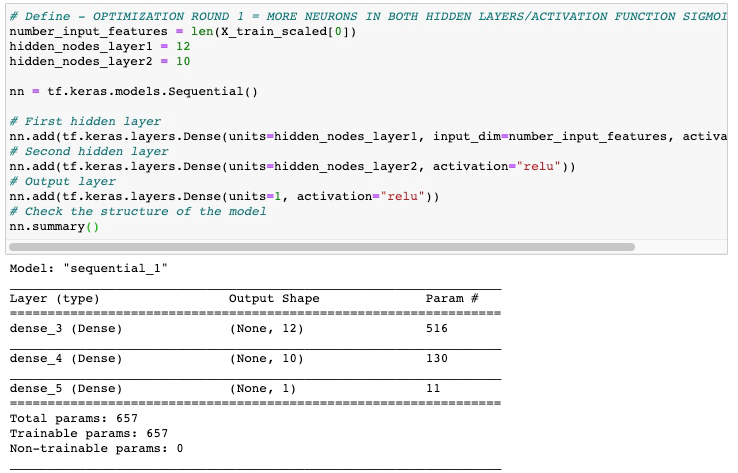 # Define - OPTIMIZATION ROUND 1 = MORE NEURONS IN BOTH HIDDEN LAYERS/ACTIVATION FUNCTION SIGMOI
number_input_features = len(X_train_scaled[0])
hidden_nodes_layer1 = 12
hidden_nodes_layer2 = 10
nn = tf.keras.models.Sequential()
# First hidden layer
nn.add(tf.keras.layers.Dense(units=hidden_nodes_layer1, input_dim=number_input_features, activa
# Second hidden layer
nn.add(tf.keras.layers.Dense(units=hidden_nodes_layer2, activation="relu"))
# Output layer
nn.add(tf.keras.layers.Dense(units=1, activation="relu"))
# Check the structure of the model
nn.summary()
Model: "sequential_1"
Layer (type) Output Shape Param #
dense_3 (Dense) (None, 12) 516
dense_4 (Dense) (None, 10) 130
dense_5 (Dense) (None, 1) 11
Total params: 657
Trainable params: 657
Non-trainable params: 0